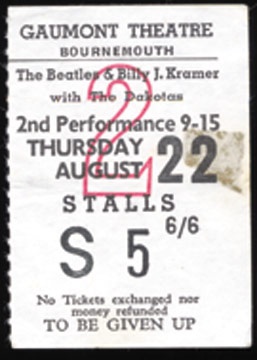 GAUMONT THEATRE
BOURNEMOUTH
The Beatles & Billy J. Kramer
with The Dakotas
2nd Performance 9-15
2
THURSDAY
AUGUST 22
STALLS
6/6
S 5
No Tickets exchanged nor
money refunded
TO BE GIVEN UP